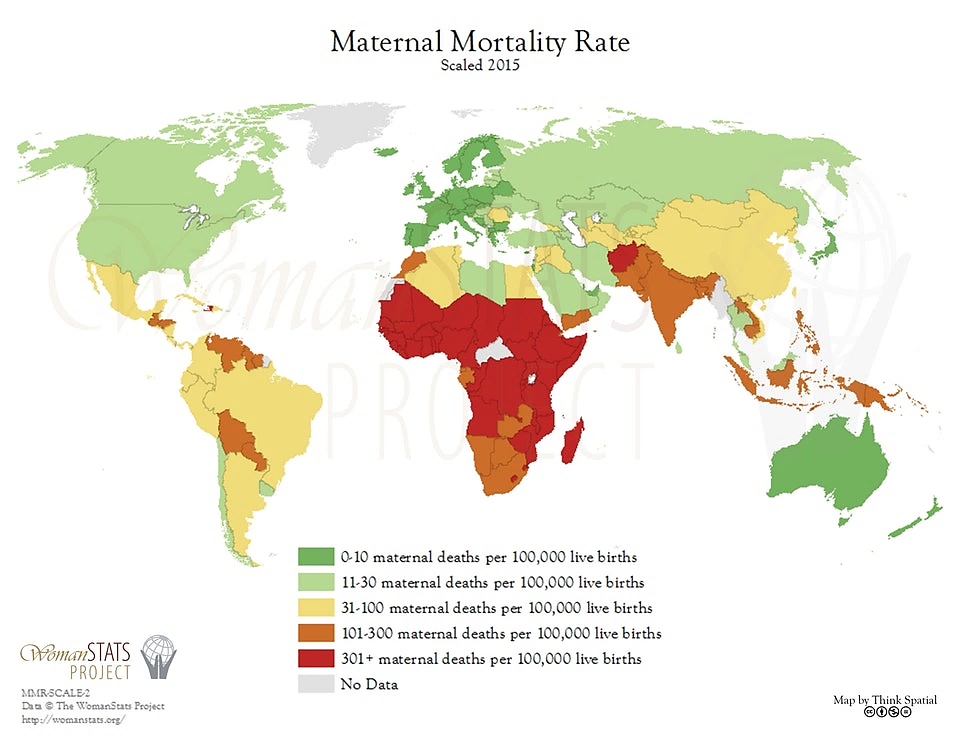 Maternal Mortality Rate
Scaled 2015
WomanSTATS
PROJECT
0-10 maternal deaths per 100,000 live births
11-30 maternal deaths per 100,000 live births
31-100 maternal deaths per 100,000 live births
101-300 maternal deaths per 100,000 live births
301+ maternal deaths per 100,000 live births
No Data
WomanSTATS
PROJECT
MMR-SCALE-2
Data © The WomanStats Project
http://womanstats.org/
Map by Think Spatial